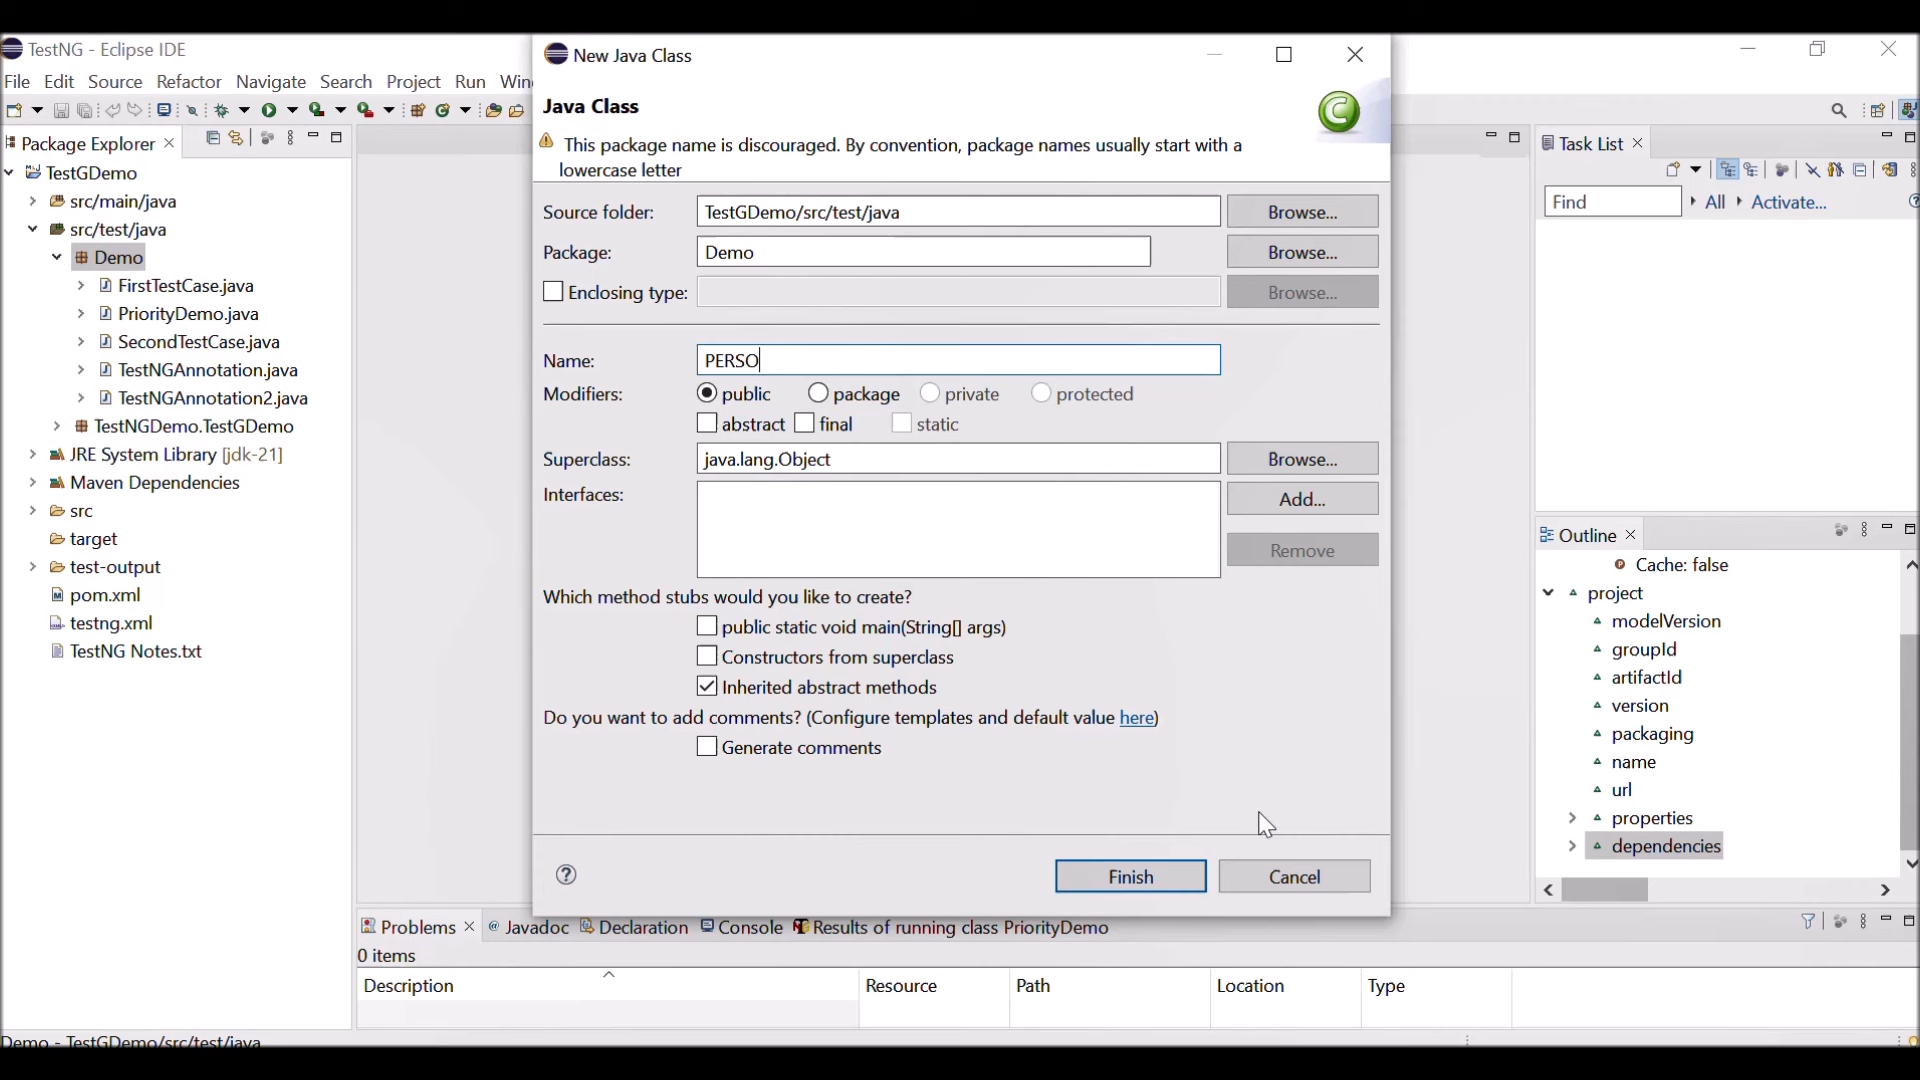 TestNG - Eclipse IDE
File Edit Source Refactor Navigate Search Project Run Win
Package Explorer
TestGDemo
src/main/java
src/test/java
Demo
FirstTestCase.java
PriorityDemo.java
SecondTestCase.java
TestNGAnnotation.java
TestNGAnnotation2.java
TestNGDemo.TestGDemo
JRE System Library [jdk-21]
Maven Dependencies
src
target
test-output
pom.xml
testng.xml
TestNG Notes.txt
New Java Class
Java Class
This package name is discouraged. By convention, package names usually start with a
lowercase letter
Source folder: TestGDemo/src/test/java Browse...
Package: Demo Browse...
Enclosing type: Browse...
Name: PERSO
Modifiers: public package private protected
abstract final static
Superclass: java.lang.Object Browse...
Interfaces: Add...
Remove
Which method stubs would you like to create?
public static void main(String[] args)
Constructors from superclass
Inherited abstract methods
Do you want to add comments? (Configure templates and default value here)
Generate comments
Finish Cancel
Task List
Find All Activate...
Outline
Cache: false
project
modelVersion
groupId
artifactId
version
packaging
name
url
properties
dependencies
Problems Javadoc Declaration Console Results of running class PriorityDemo
0 items
Description Resource Path Location Type
Demo - TestGDemo/src/test/java